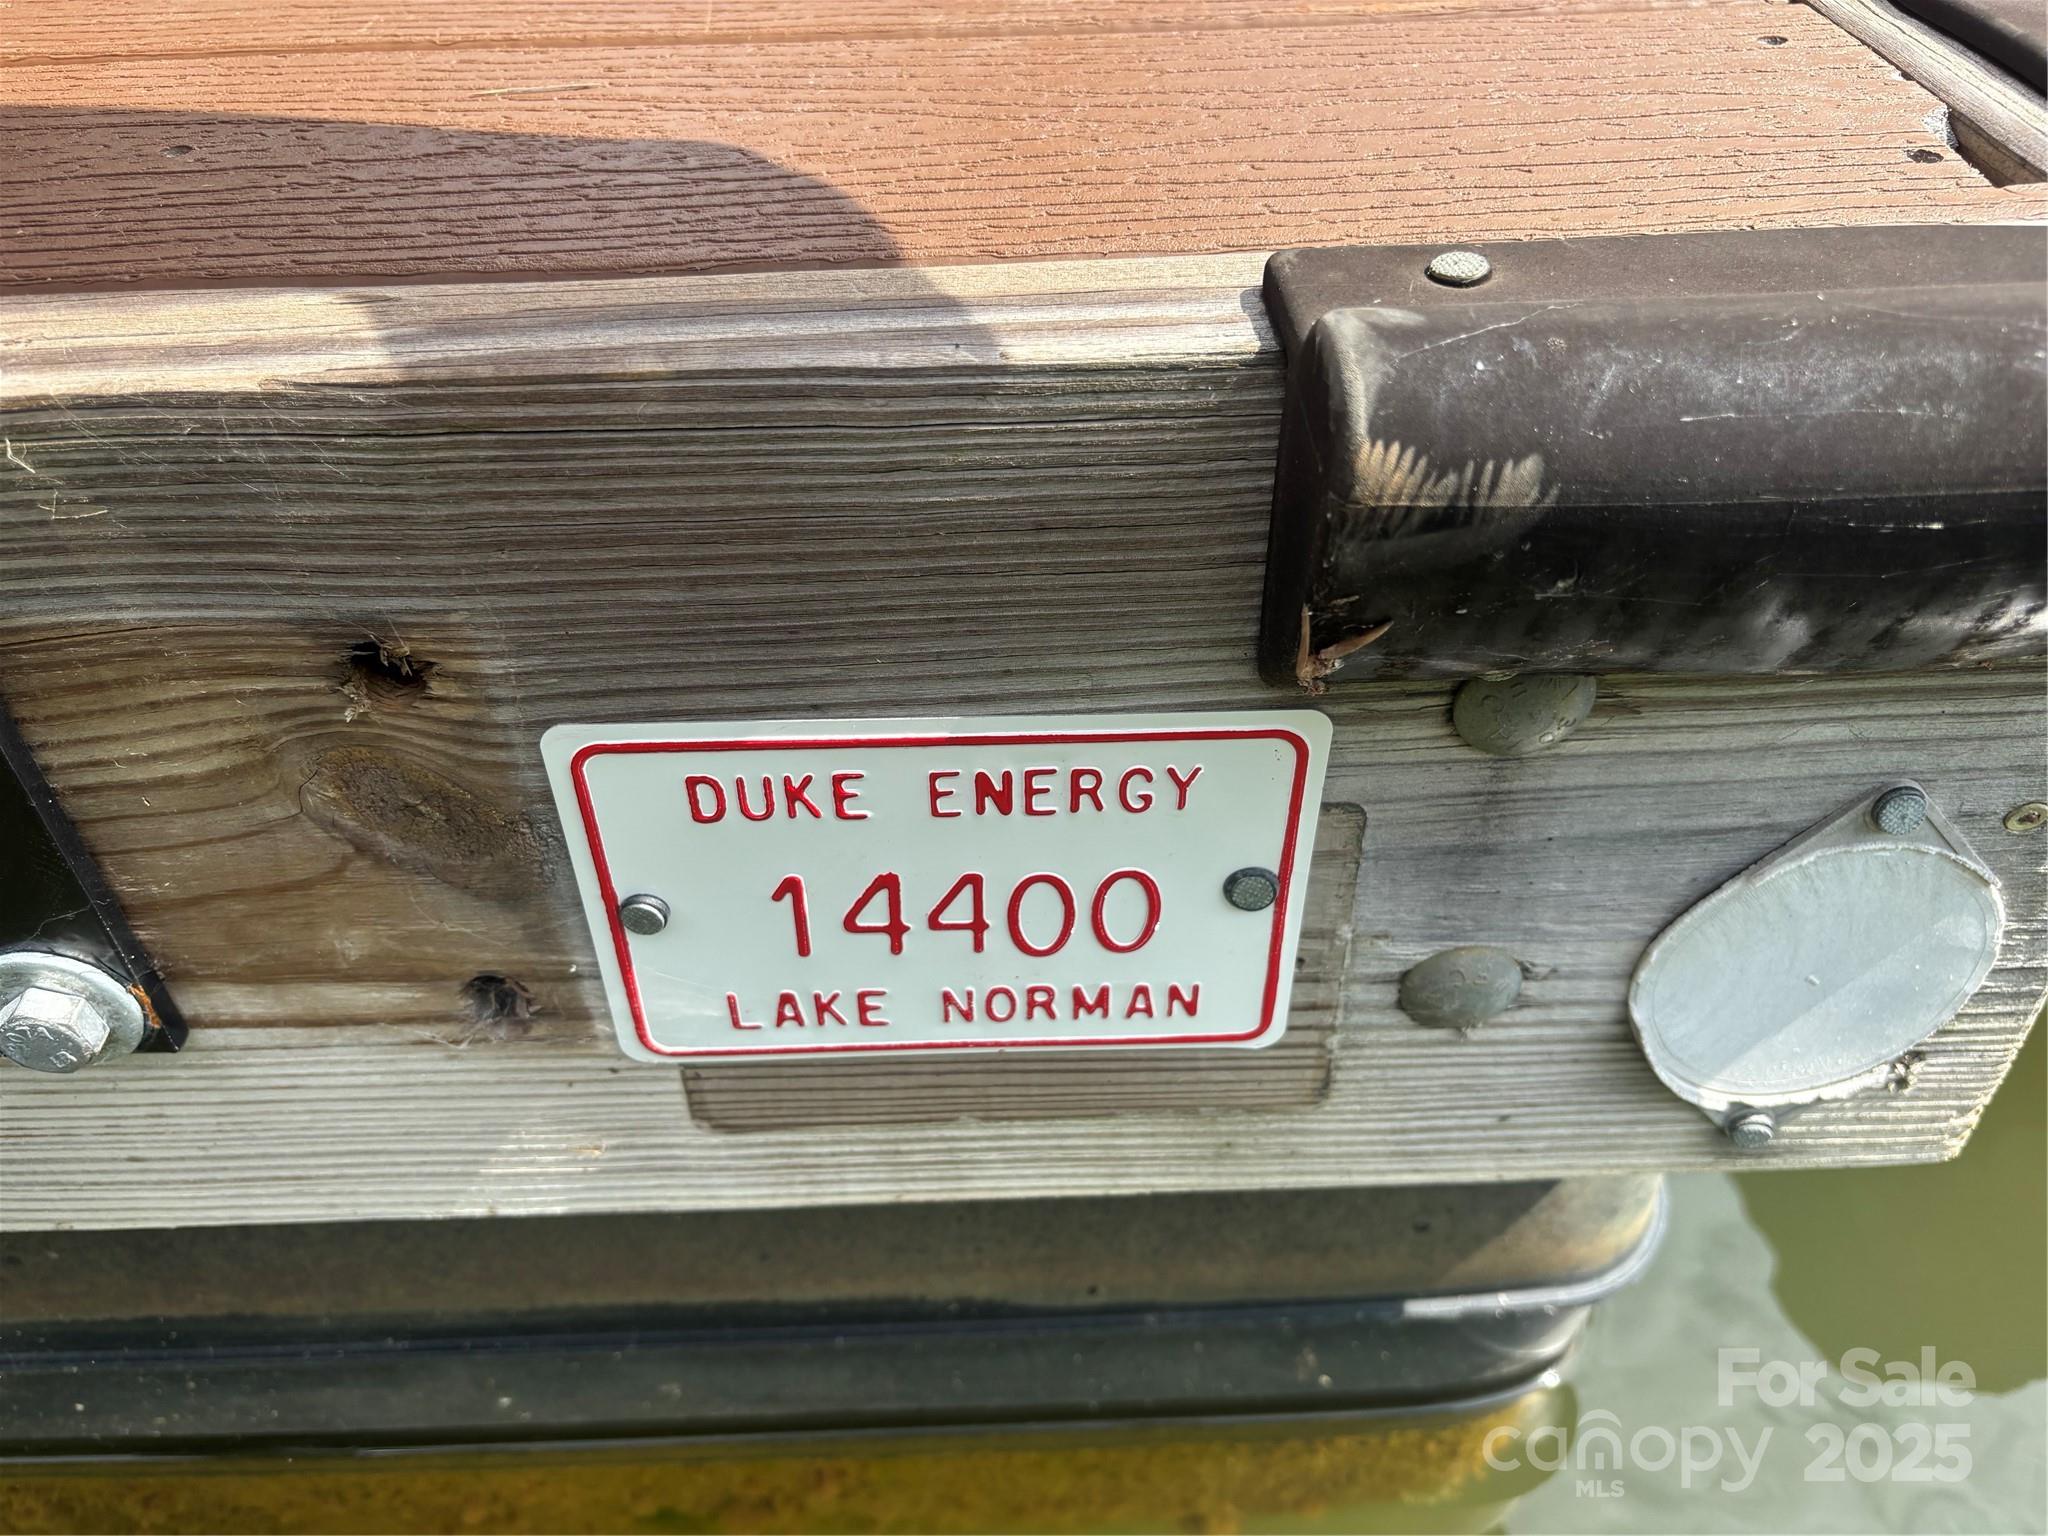 DUKE ENERGY
14400
LAKE NORMAN
For Sale
canopy 2025
MLS